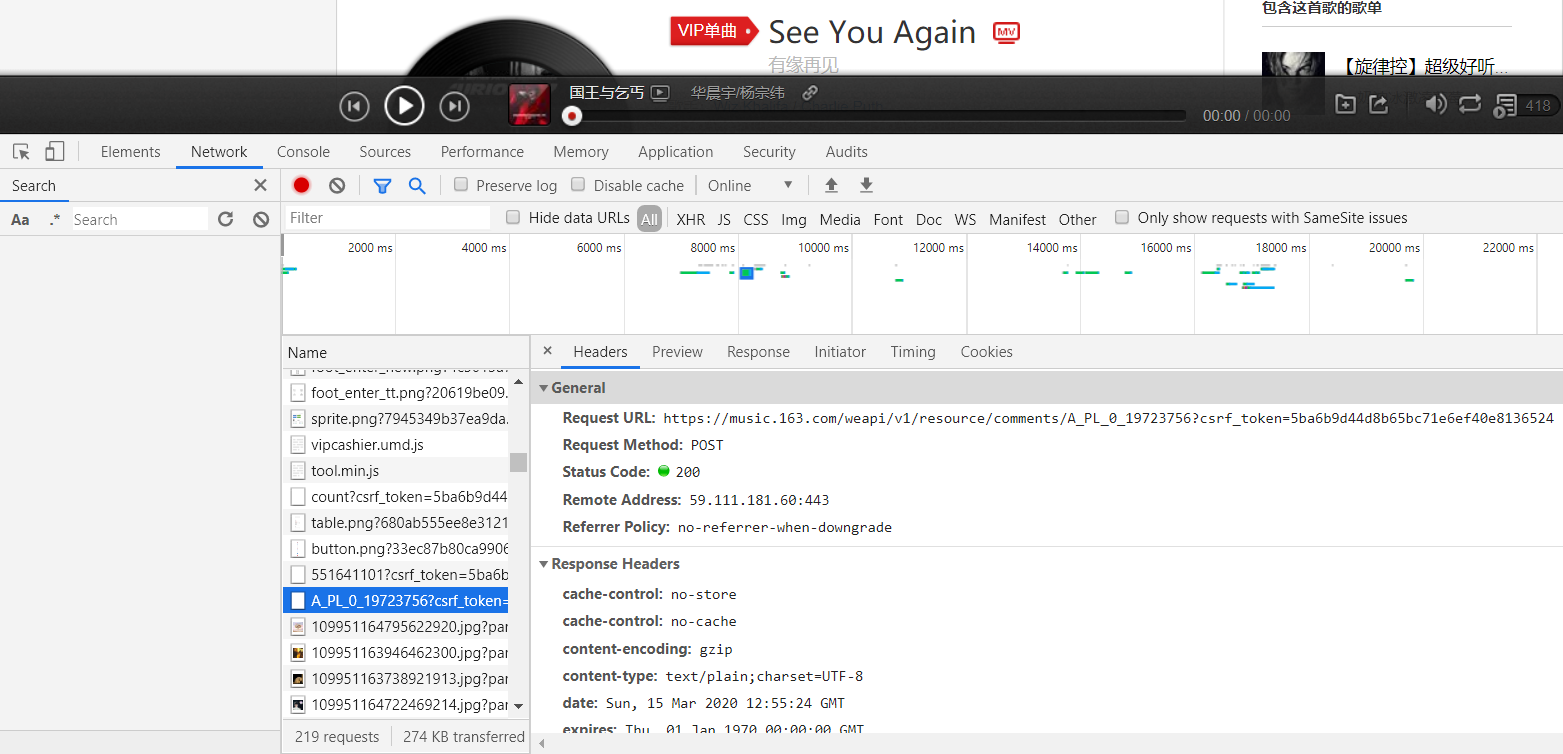 包含这首歌的歌单
VIP单曲 See You Again MV
有缘再见
【旋律控】超级好听...
国王与乞丐 华晨宇/杨宗纬
00:00 / 00:00
418
Elements Network Console Sources Performance Memory Application Security Audits
Search
Preserve log Disable cache Online
Aa .* Search
Filter Hide data URLs All XHR JS CSS Img Media Font Doc WS Manifest Other Only show requests with SameSite issues
2000 ms 4000 ms 6000 ms 8000 ms 10000 ms 12000 ms 14000 ms 16000 ms 18000 ms 20000 ms 22000 ms
Name
Headers Preview Response Initiator Timing Cookies
foot_enter_tt.png?20619be09.
sprite.png?7945349b37ea9da.
vipcashier.umd.js
tool.min.js
count?csrf_token=5ba6b9d44
table.png?680ab555ee8e3121
button.png?33ec87b80ca9906
551641101?csrf_token=5ba6b
A_PL_0_19723756?csrf_token=
109951164795622920.jpg?par
109951163946462300.jpg?par
109951163738921913.jpg?par
109951164722469214.jpg?par
219 requests 274 KB transferred
General
Request URL: https://music.163.com/weapi/v1/resource/comments/A_PL_0_19723756?csrf_token=5ba6b9d44d8b65bc71e6ef40e8136524
Request Method: POST
Status Code: 200
Remote Address: 59.111.181.60:443
Referrer Policy: no-referrer-when-downgrade
Response Headers
cache-control: no-store
cache-control: no-cache
content-encoding: gzip
content-type: text/plain;charset=UTF-8
date: Sun, 15 Mar 2020 12:55:24 GMT
expires: Thu, 01 Jan 1970 00:00:00 GMT